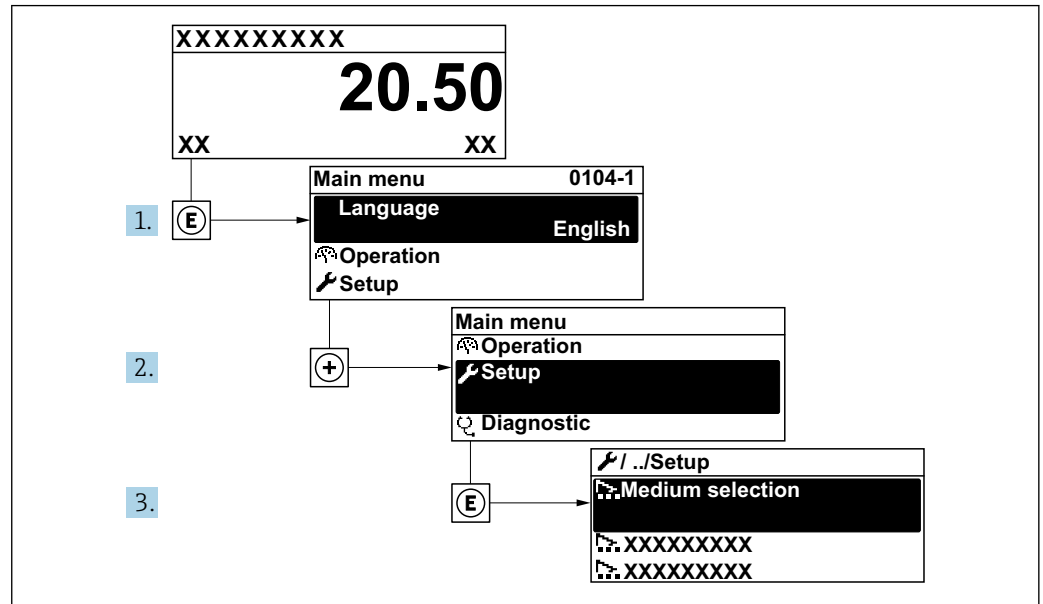 XXXXXXXXX
20.50
XX XX
Main menu 0104-1
1. E Language
English
Operation
Setup
Main menu
Operation
2. + Setup
Diagnostic
/ ../Setup
3. E Medium selection
XXXXXXXXX
XXXXXXXXX